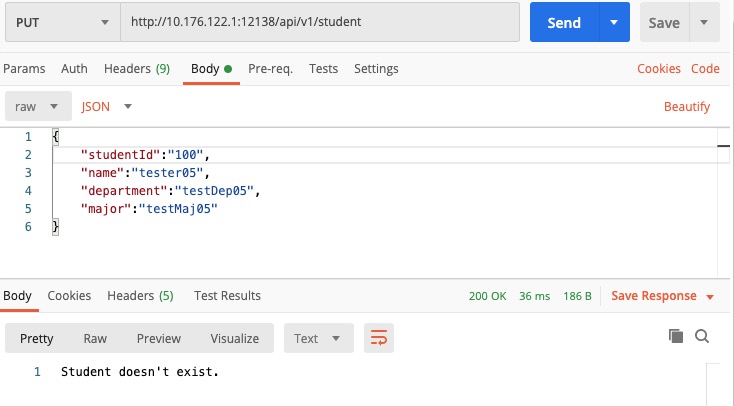 PUT http://10.176.122.1:12138/api/v1/student Send Save
Params Auth Headers (9) Body Pre-req. Tests Settings Cookies Code
raw JSON Beautify
1 {
2 "studentId":"100",
3 "name":"tester05",
4 "department":"testDep05",
5 "major":"testMaj05"
6 }
Body Cookies Headers (5) Test Results 200 OK 36 ms 186 B Save Response
Pretty Raw Preview Visualize Text
1 Student doesn't exist.